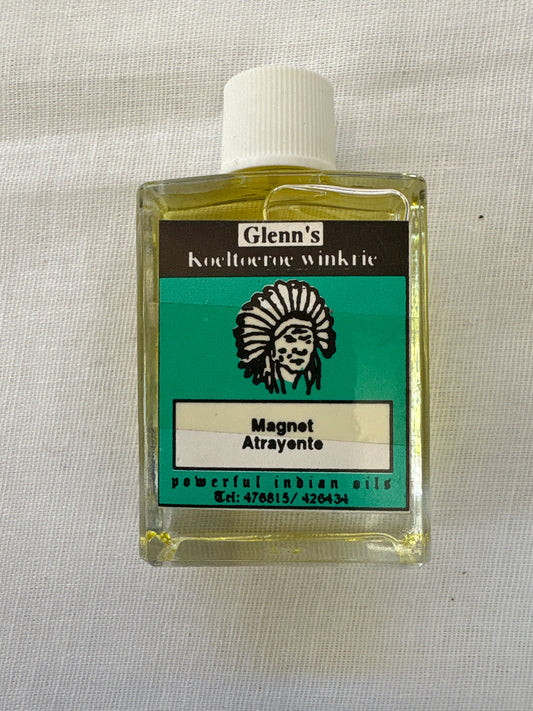 Glenn's
Koeltoeroe winkrie
Magnet
Atrayente
powerful indian oils
Tel: 476815/ 426434